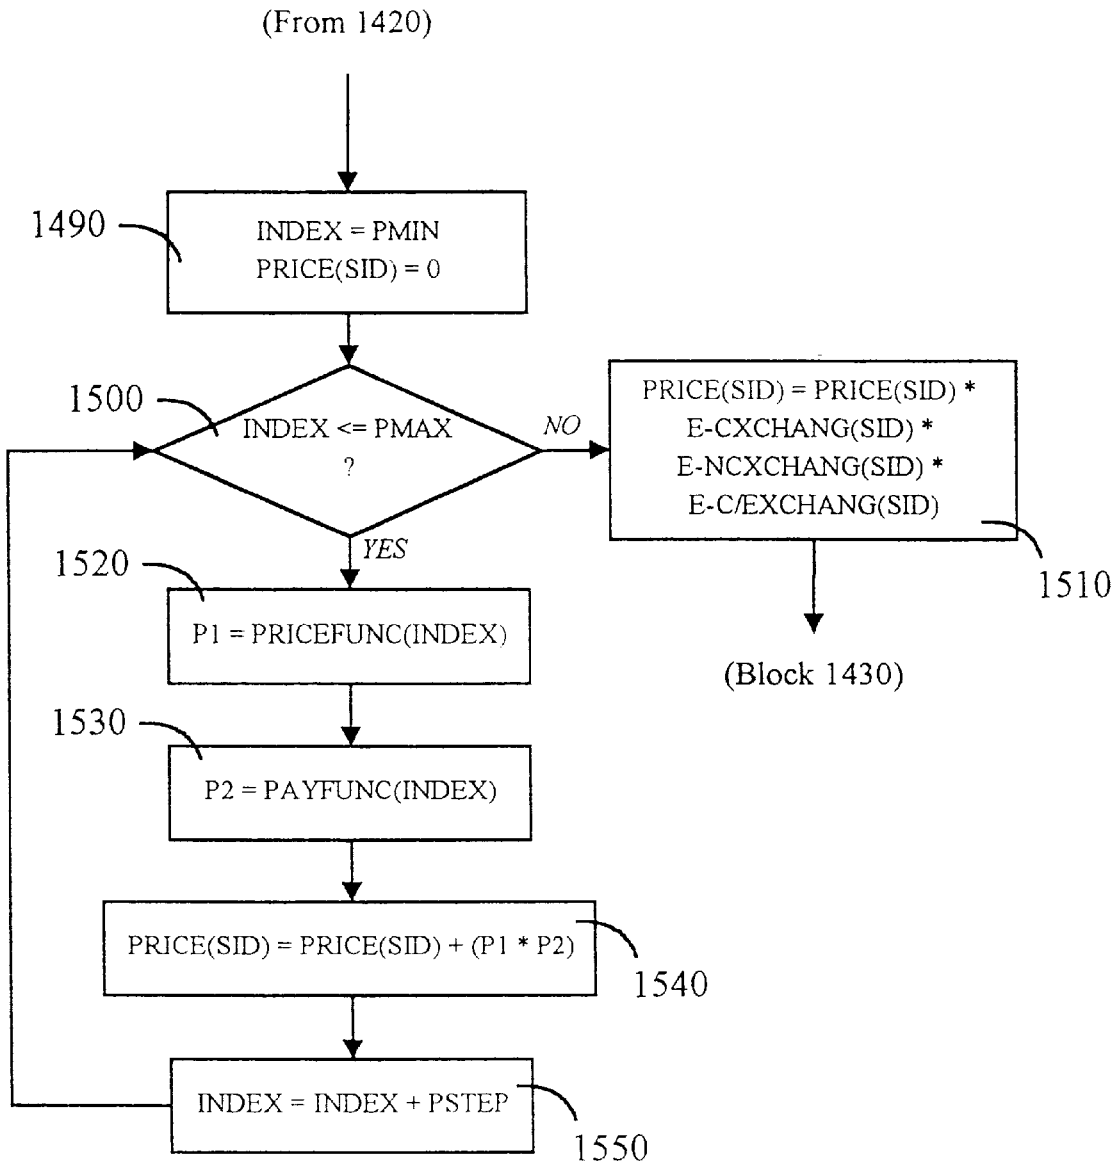 (From 1420)
1490
INDEX = PMIN
PRICE(SID) = 0
1500
INDEX <= PMAX
?
NO
YES
PRICE(SID) = PRICE(SID) *
E-CXCHANG(SID) *
E-NCXCHANG(SID) *
E-C/EXCHANG(SID)
1510
(Block 1430)
1520
P1 = PRICEFUNC(INDEX)
1530
P2 = PAYFUNC(INDEX)
PRICE(SID) = PRICE(SID) + (P1 * P2)
1540
INDEX = INDEX + PSTEP
1550